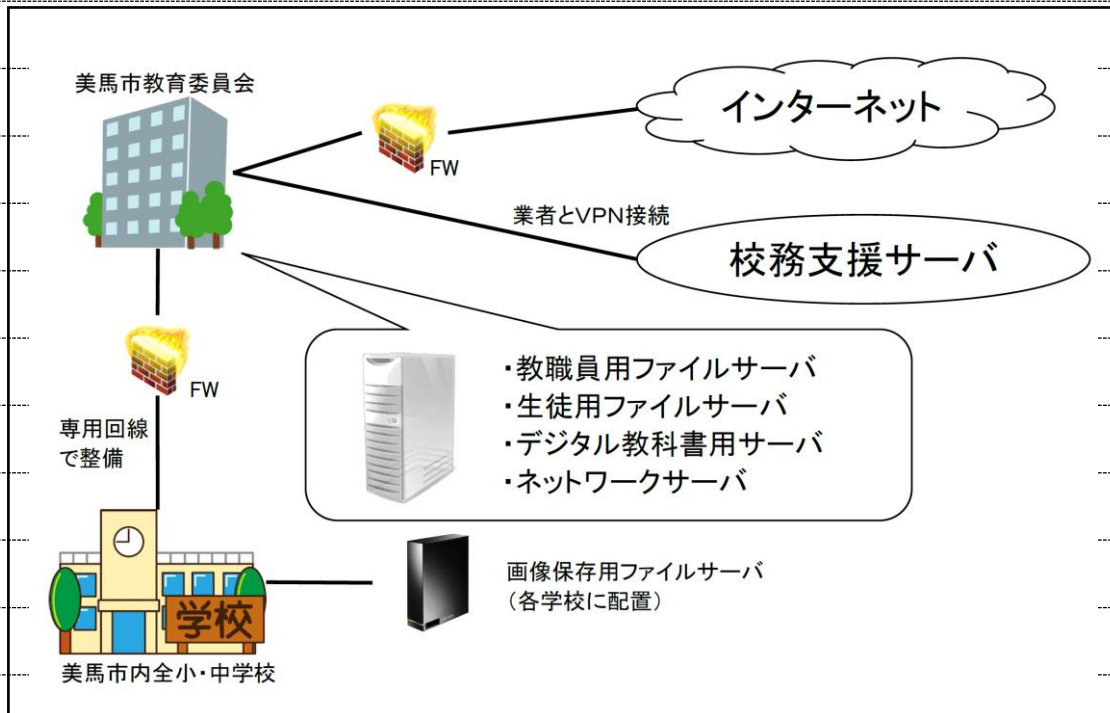 美馬市教育委員会
インターネット
FW
業者とVPN接続
校務支援サーバ
・教職員用ファイルサーバ
・生徒用ファイルサーバ
・デジタル教科書用サーバ
・ネットワークサーバ
FW
専用回線
で整備
画像保存用ファイルサーバ
（各学校に配置）
学校
美馬市内全小・中学校